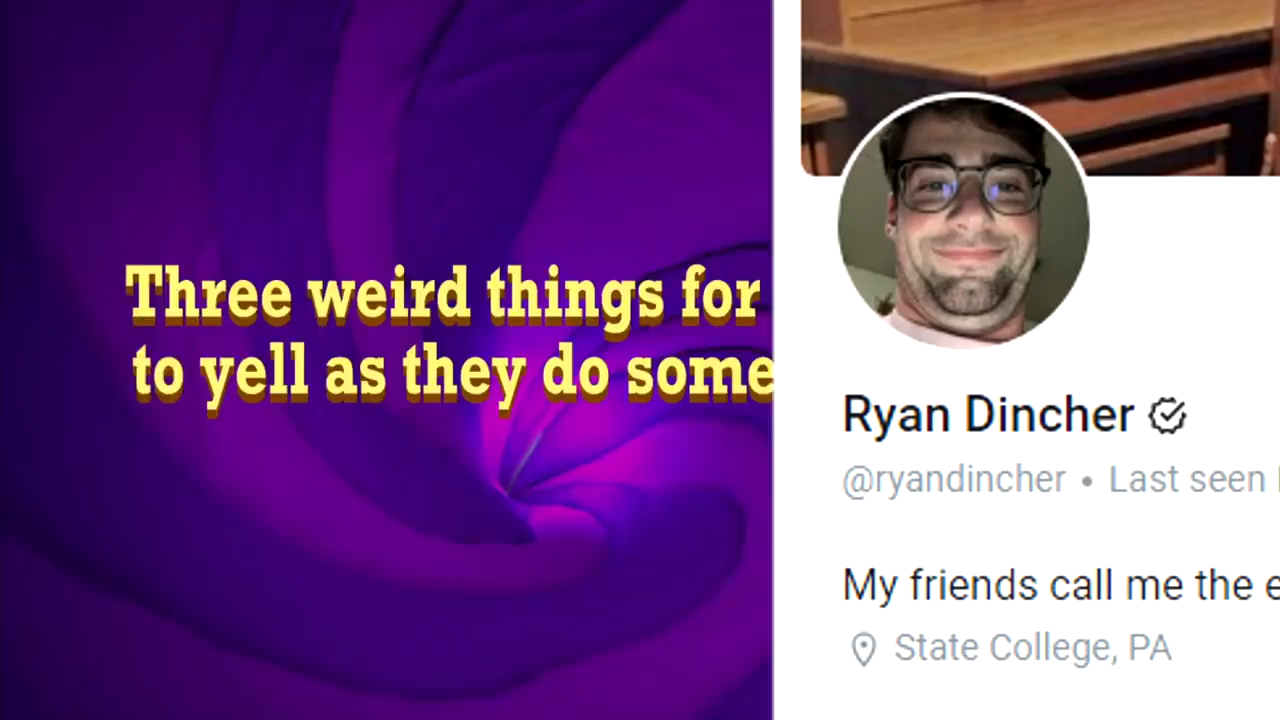 Three weird things for
to yell as they do some
Ryan Dincher
@ryandincher • Last seen
My friends call me the
State College, PA